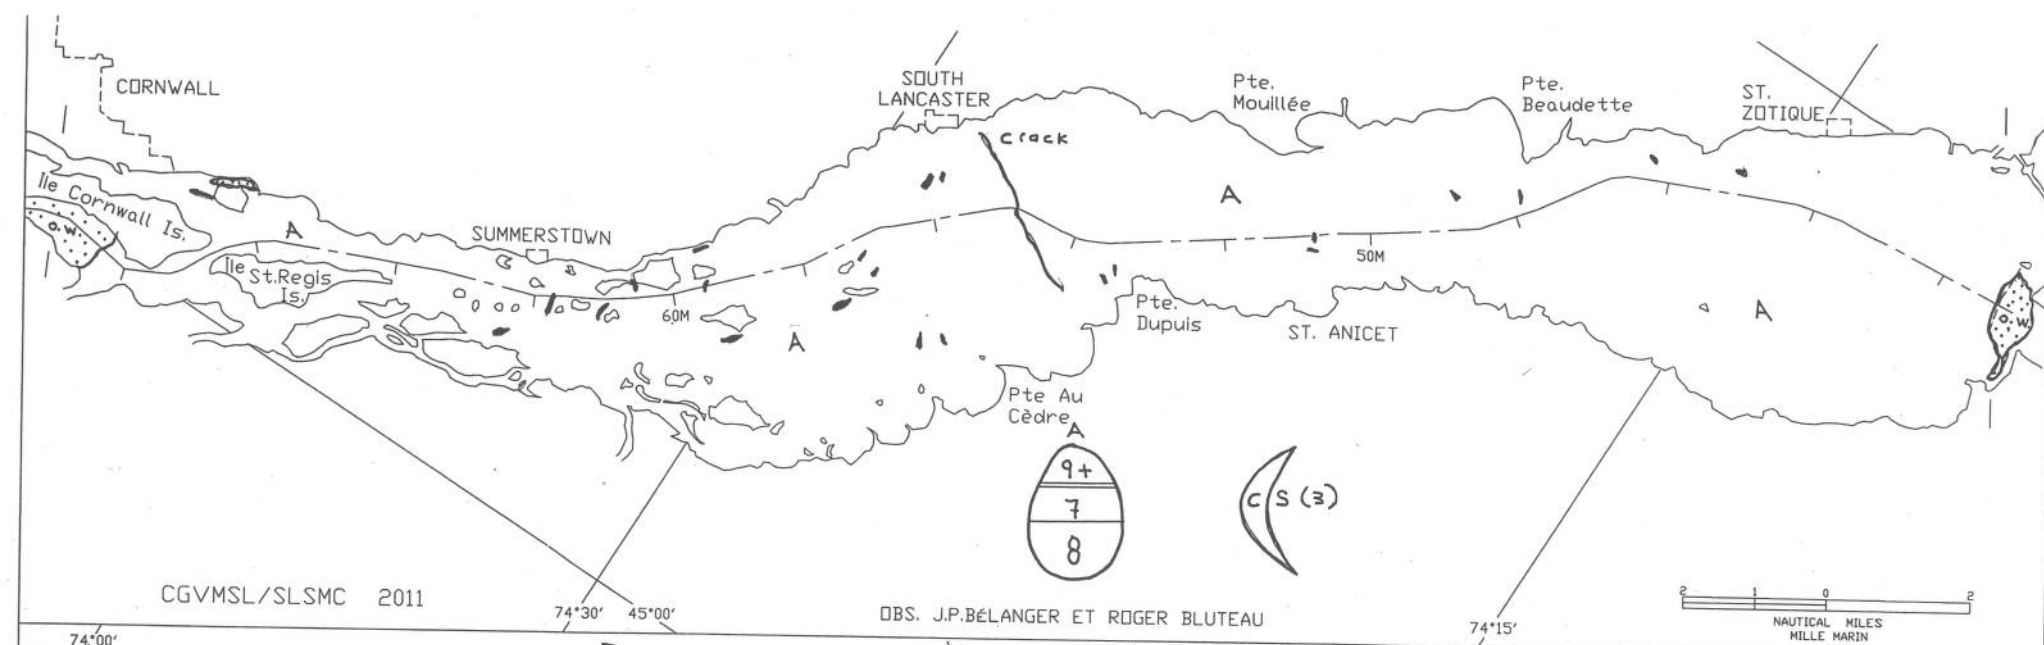 CORNWALL
SOUTH
LANCASTER
Pte.
Mouillée
Pte.
Beaudette
ST.
ZOTIQUE
Crack
Île Cornwall Is.
O.W.
A
SUMMERSTOWN
Île
St.Regis
Is.
60M
A
A
50M
Pte.
Dupuis
ST. ANICET
A
O.W.
Pte Au
Cèdre
A
9+
7
8
C S (3)
CGVMSL/SLSMC 2011
74°30' 45°00'
OBS. J.P.BéLANGER ET ROGER BLUTEAU
74°15'
2 1 0 2
NAUTICAL MILES
MILLE MARIN
74°00'